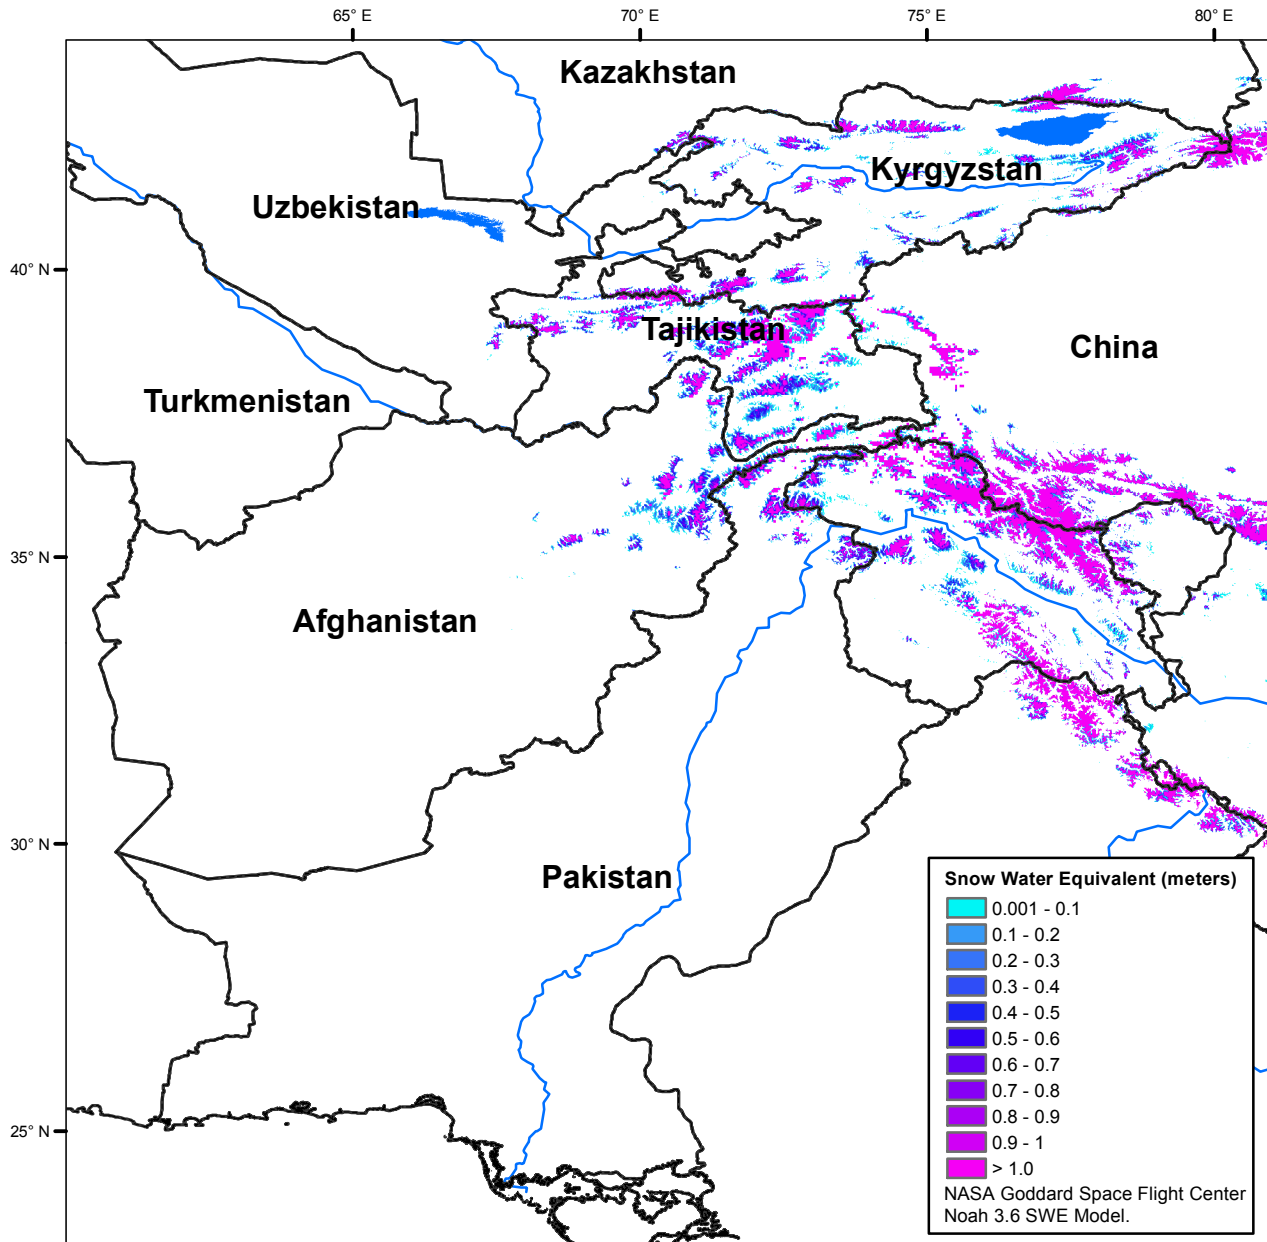 65° E
70° E
75° E
80° E
Kazakhstan
Kyrgyzstan
Uzbekistan
40° N
Tajikistan
China
Turkmenistan
35° N
Afghanistan
30° N
Pakistan
25° N
Snow Water Equivalent (meters)
0.001 - 0.1
0.1 - 0.2
0.2 - 0.3
0.3 - 0.4
0.4 - 0.5
0.5 - 0.6
0.6 - 0.7
0.7 - 0.8
0.8 - 0.9
0.9 - 1
> 1.0
NASA Goddard Space Flight Center
Noah 3.6 SWE Model.